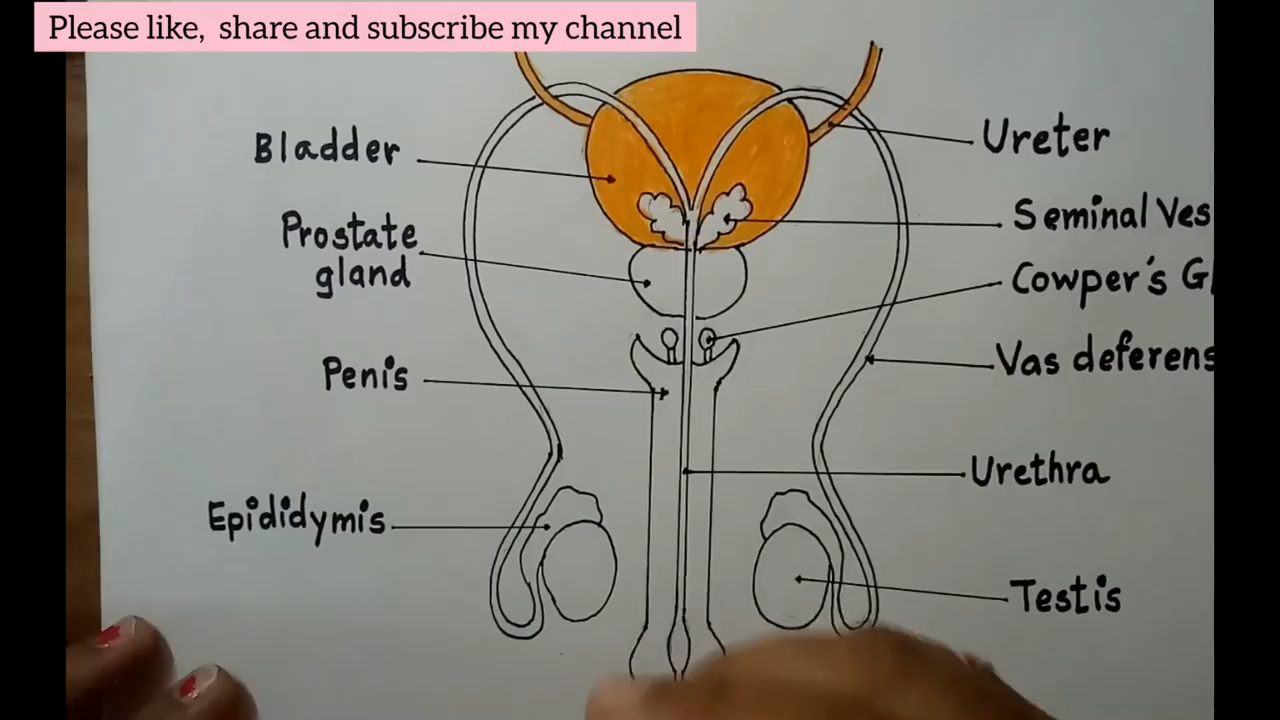 Please like, share and subscribe my channel
Bladder
Ureter
Prostate
gland
Seminal Ves
Cowper's Gl
Penis
Vas deferens
Epididymis
Urethra
Testis